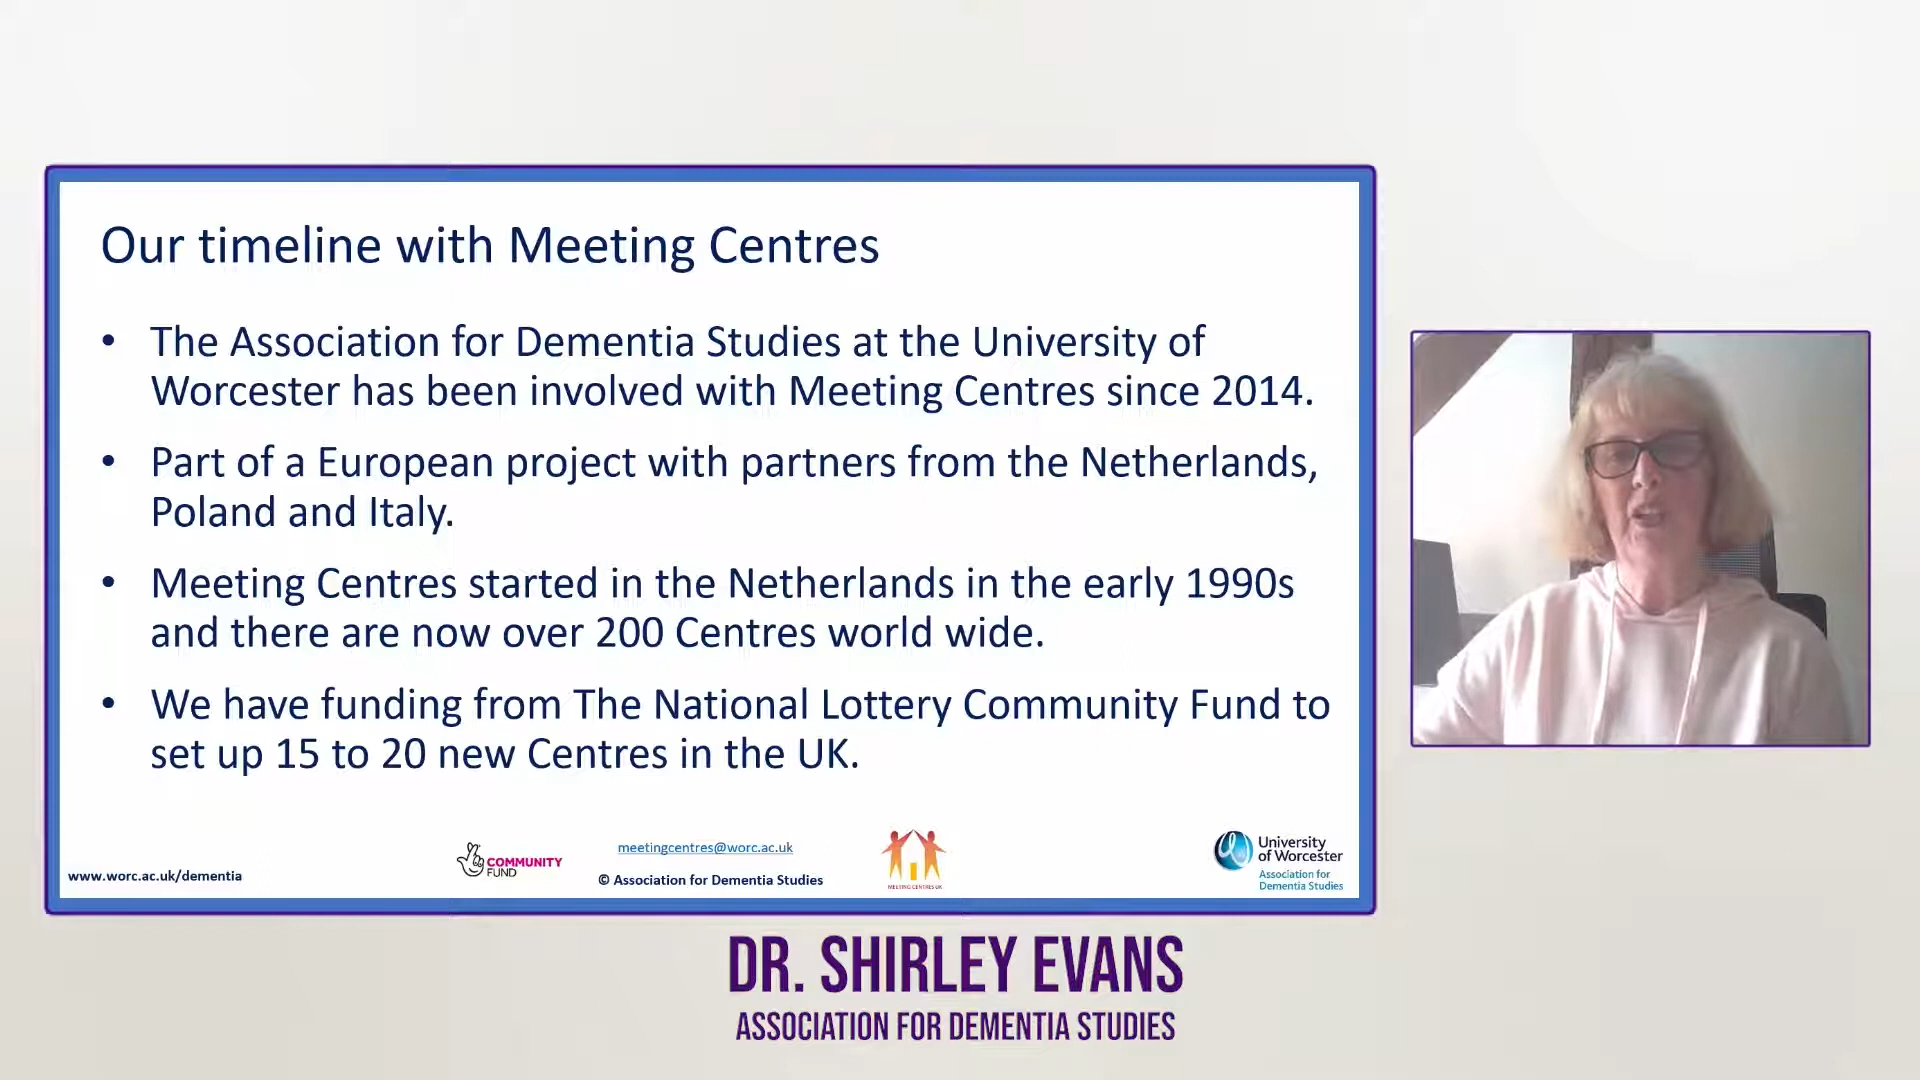 Our timeline with Meeting Centres
• The Association for Dementia Studies at the University of
Worcester has been involved with Meeting Centres since 2014.
• Part of a European project with partners from the Netherlands,
Poland and Italy.
• Meeting Centres started in the Netherlands in the early 1990s
and there are now over 200 Centres world wide.
• We have funding from The National Lottery Community Fund to
set up 15 to 20 new Centres in the UK.
www.worc.ac.uk/dementia
COMMUNITY
FUND
meetingcentres@worc.ac.uk
© Association for Dementia Studies
MEETING CENTRES UK
University
of Worcester
Association for
Dementia Studies
DR. SHIRLEY EVANS
ASSOCIATION FOR DEMENTIA STUDIES